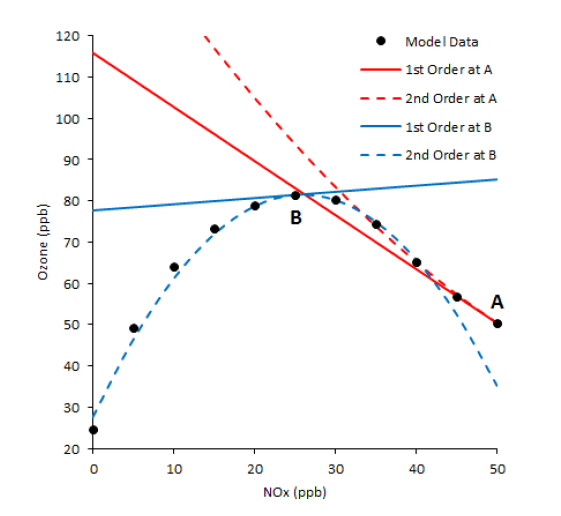 120
110
100
90
80
70
60
50
40
30
20
Ozone (ppb)
Model Data
1st Order at A
2nd Order at A
1st Order at B
2nd Order at B
B
A
0 10 20 30 40 50
NOx (ppb)